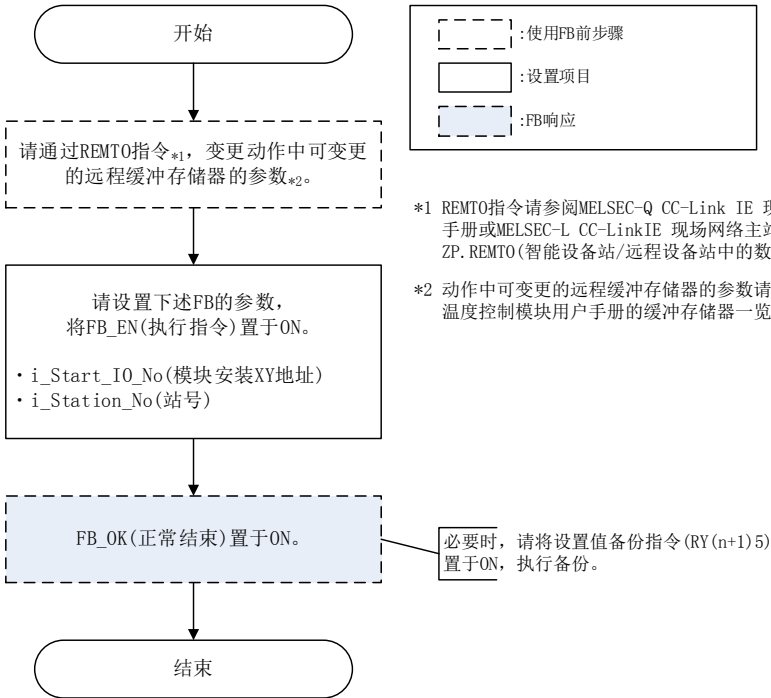 开始
请通过REMTO指令*1，变更动作中可变更
的远程缓冲存储器的参数*2。
请设置下述FB的参数，
将FB_EN(执行指令)置于ON。
・i_Start_IO_No(模块安装XY地址)
・i_Station_No(站号)
FB_OK(正常结束)置于ON。
结束
:使用FB前步骤
:设置项目
:FB响应
*1 REMTO指令请参阅MELSEC-Q CC-Link IE 现
手册或MELSEC-L CC-LinkIE 现场网络主站
ZP.REMTO(智能设备站/远程设备站中的数
*2 动作中可变更的远程缓冲存储器的参数请
温度控制模块用户手册的缓冲存储器一览
必要时，请将设置值备份指令(RY(n+1)5)
置于ON，执行备份。